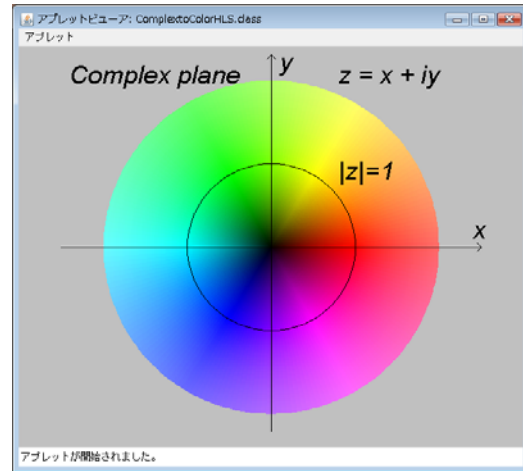 アプレットビューア: ComplextoColorHLS.class
アプレット
Complex plane
y
z = x + iy
|z|=1
x
アプレットが開始されました。